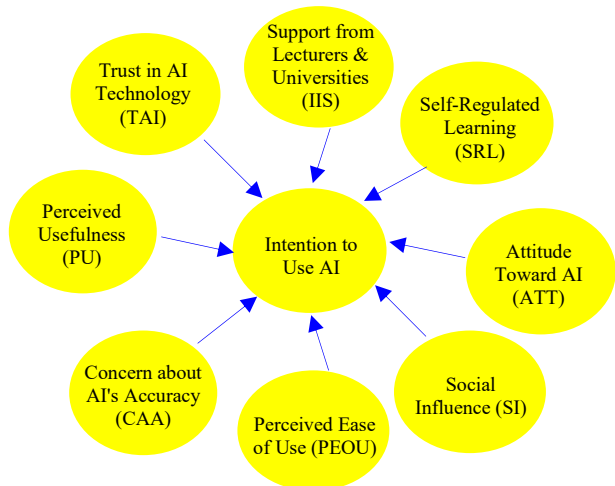 Support from
Lecturers &
Universities
(IIS)
Trust in AI
Technology
(TAI)
Self-Regulated
Learning
(SRL)
Perceived
Usefulness
(PU)
Intention to
Use AI
Attitude
Toward AI
(ATT)
Concern about
AI's Accuracy
(CAA)
Perceived Ease
of Use (PEOU)
Social
Influence (SI)